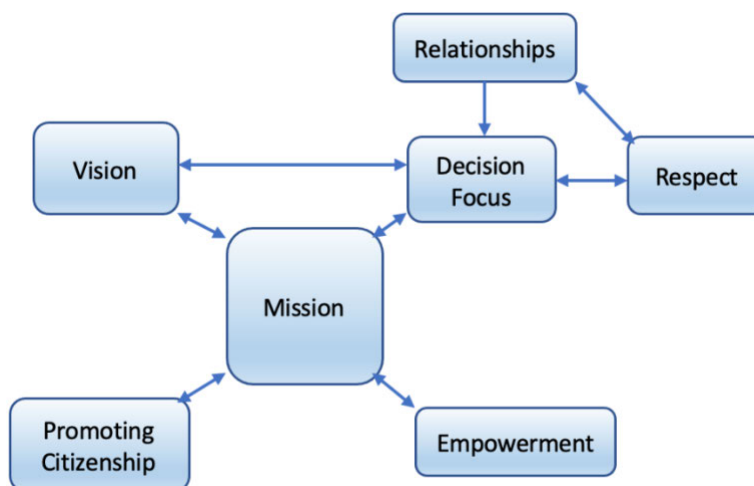 Relationships
Vision
Decision
Focus
Respect
Mission
Promoting
Citizenship
Empowerment